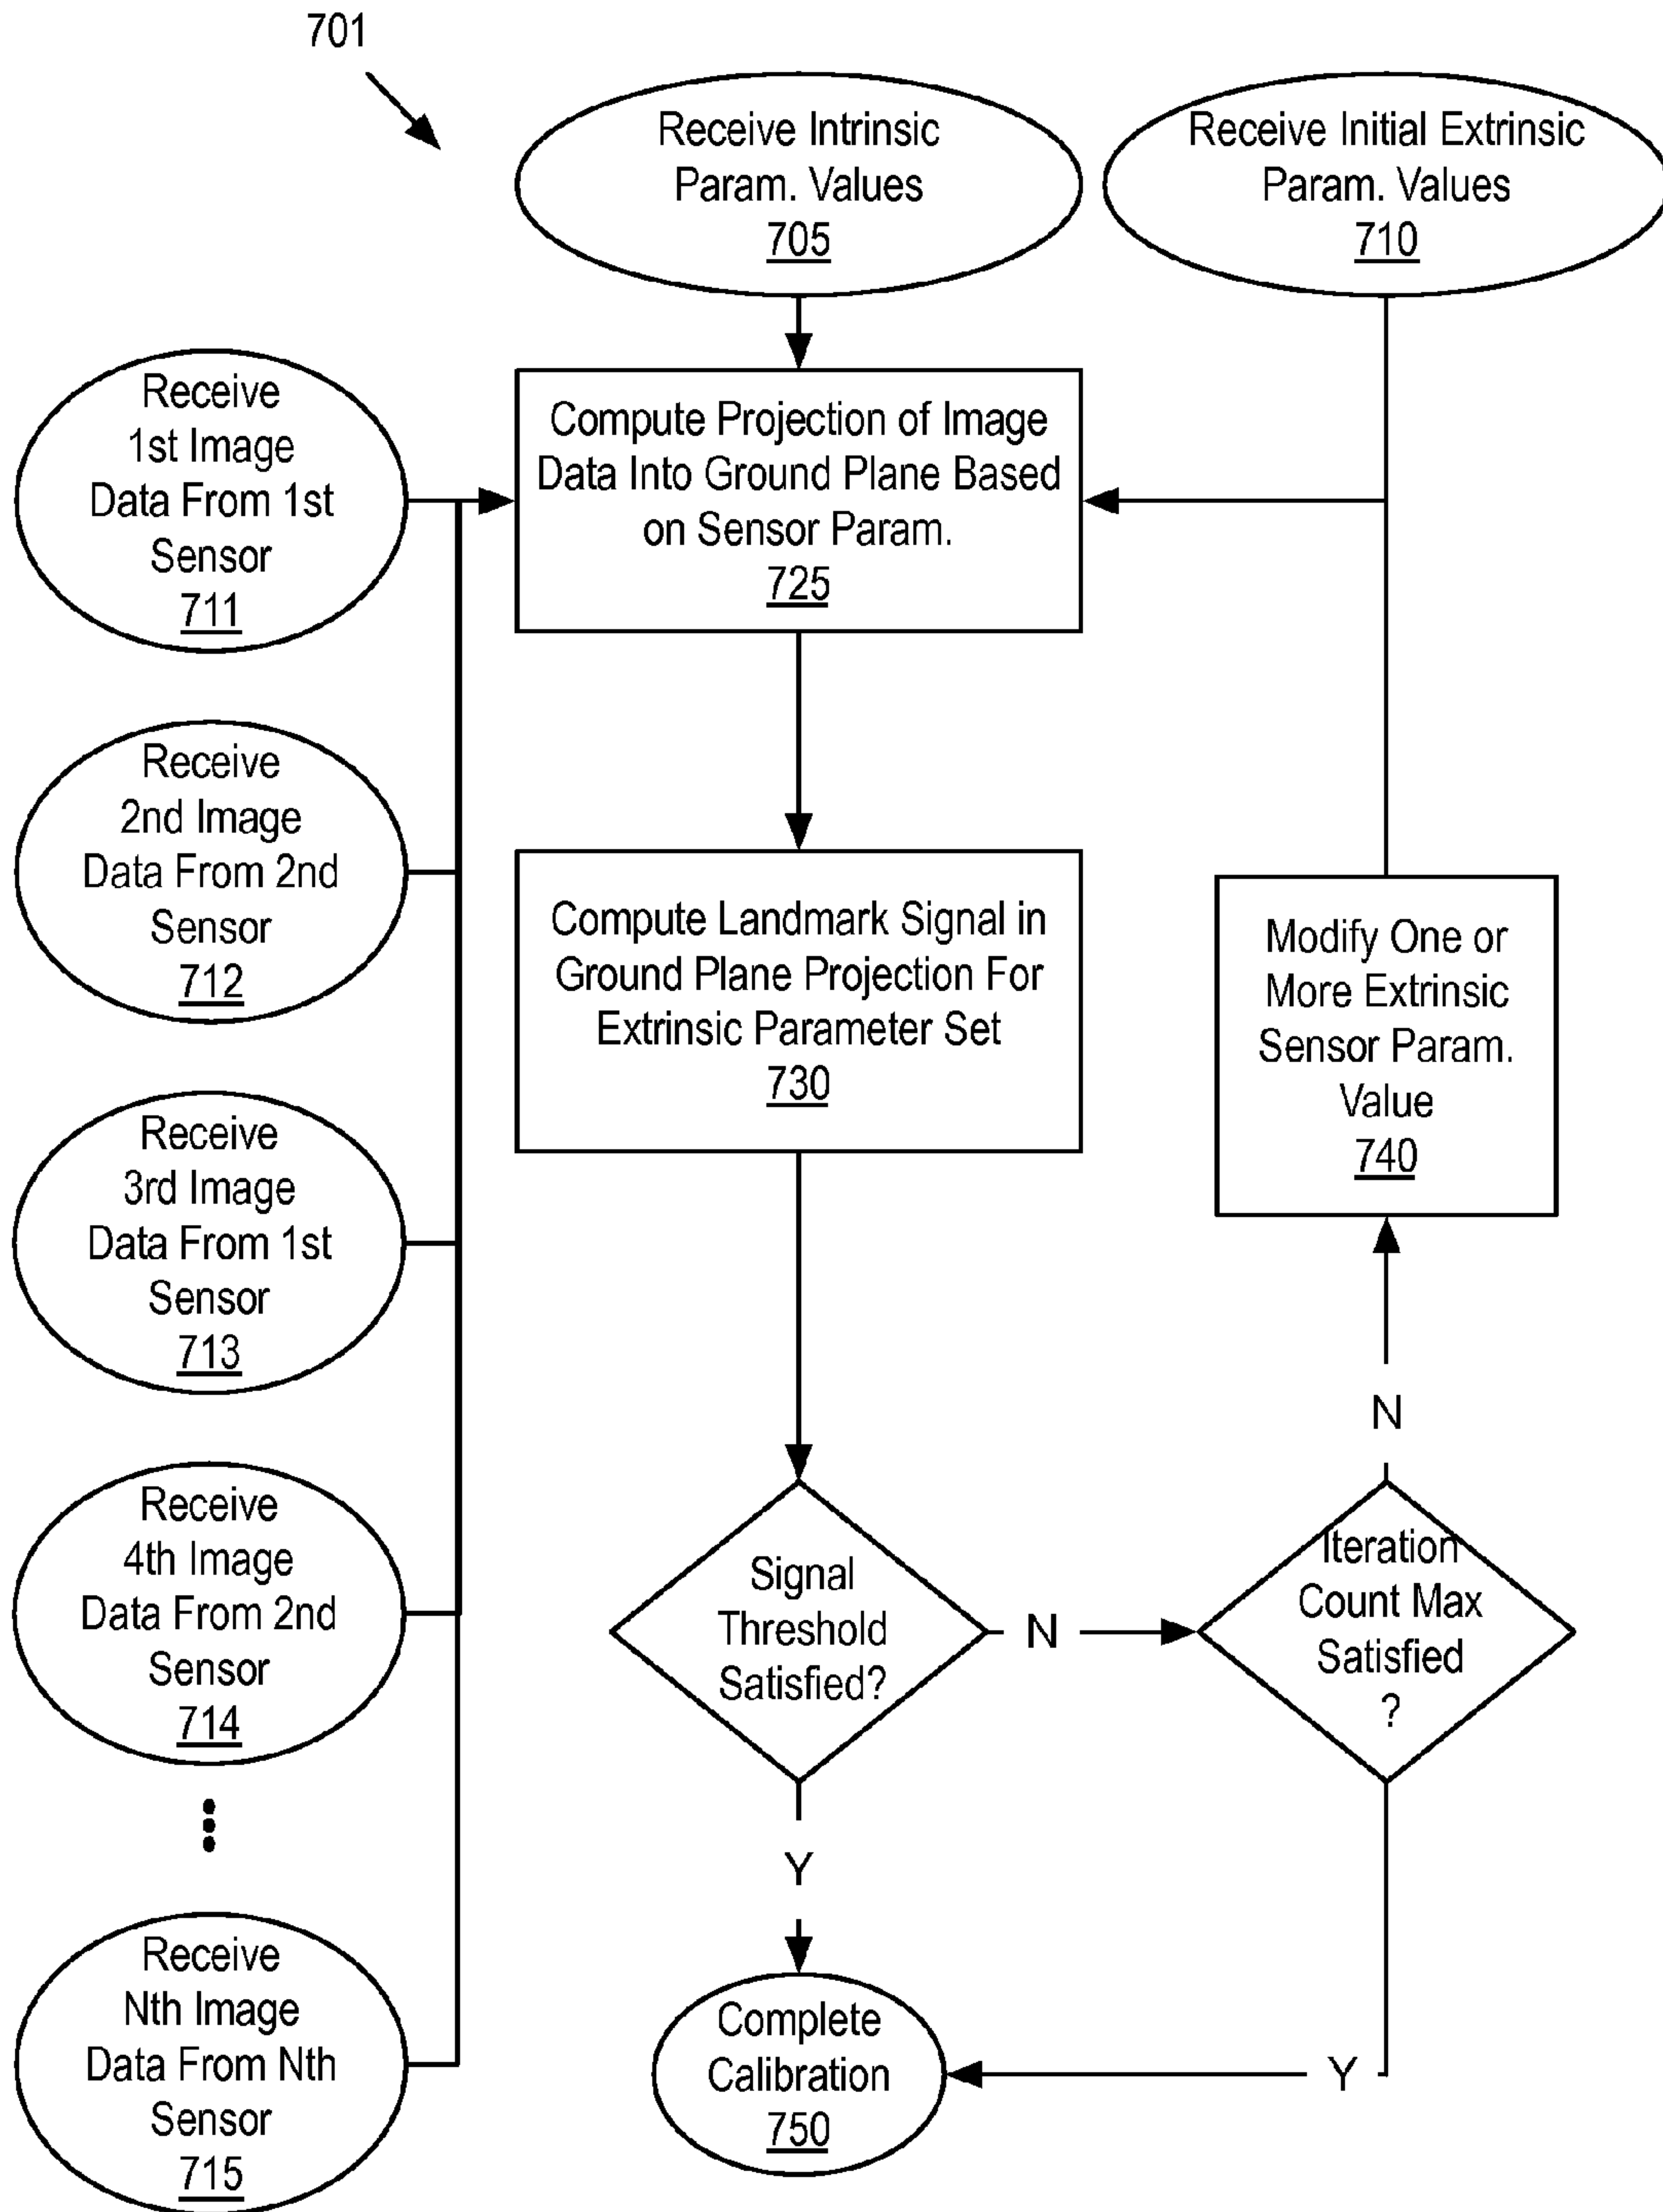 701
Receive Intrinsic
Param. Values
705
Receive Initial Extrinsic
Param. Values
710
Receive
1st Image
Data From 1st
Sensor
711
Compute Projection of Image
Data Into Ground Plane Based
on Sensor Param.
725
Receive
2nd Image
Data From 2nd
Sensor
712
Compute Landmark Signal in
Ground Plane Projection For
Extrinsic Parameter Set
730
Modify One or
More Extrinsic
Sensor Param.
Value
740
Receive
3rd Image
Data From 1st
Sensor
713
N
Receive
4th Image
Data From 2nd
Sensor
714
Signal
Threshold
Satisfied?
N
Iteration
Count Max
Satisfied
?
Y
Receive
Nth Image
Data From Nth
Sensor
715
Complete
Calibration
750
Y